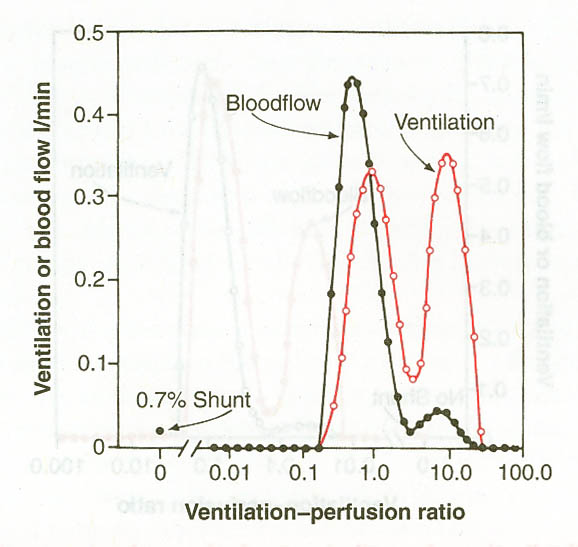 0.5
0.4
0.3
0.2
0.1
0
Ventilation or blood flow l/min
Bloodflow
Ventilation
0.7% Shunt
0 0.01 0.1 1.0 10.0 100.0
Ventilation–perfusion ratio